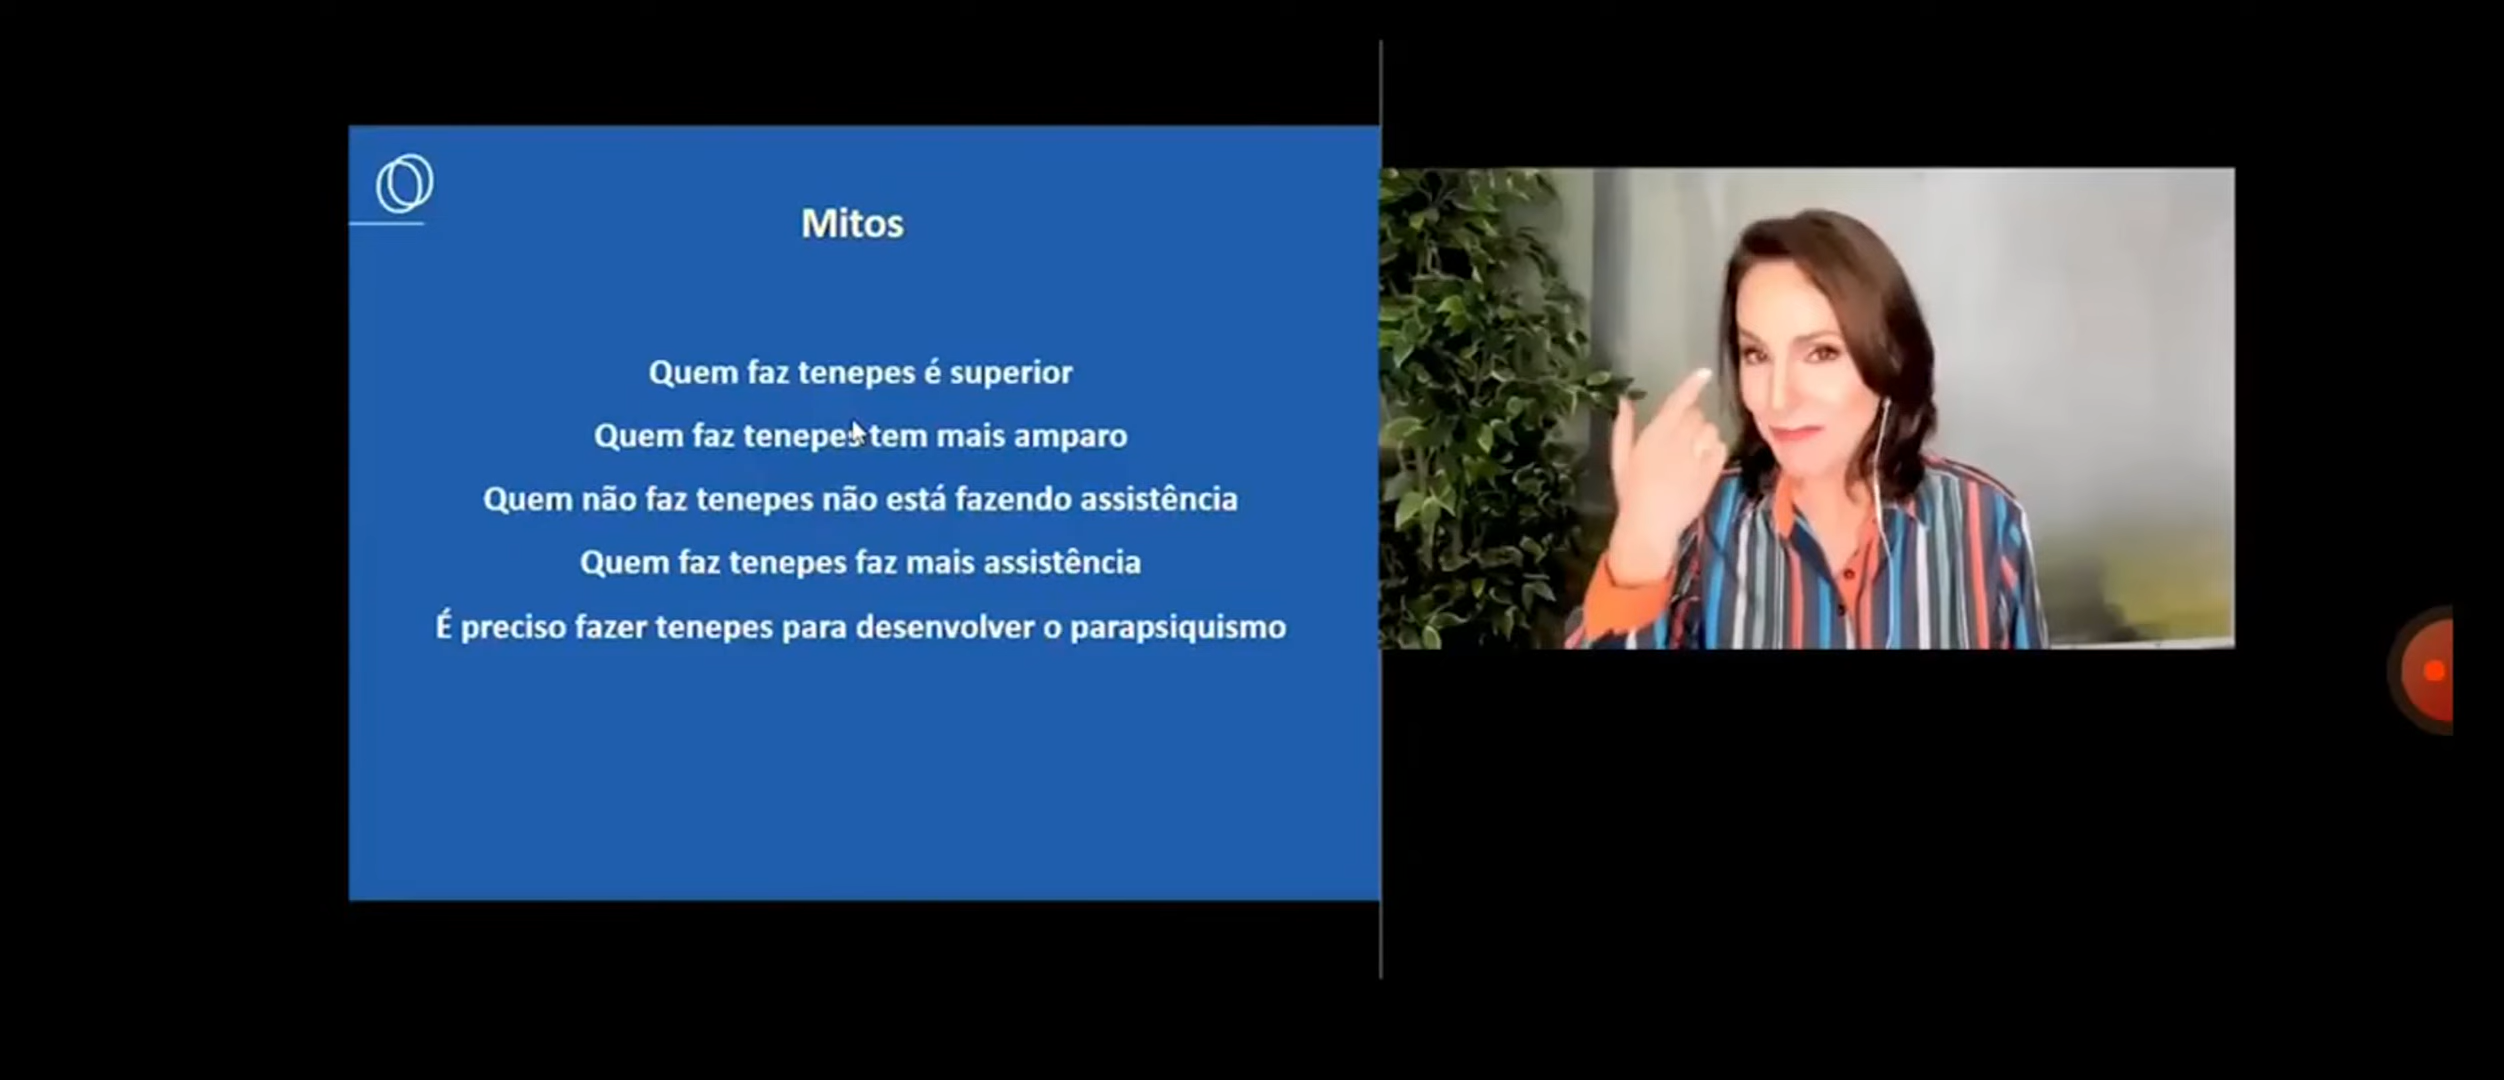 Mitos
Quem faz tenepes é superior
Quem faz tenepes tem mais amparo
Quem não faz tenepes não está fazendo assistência
Quem faz tenepes faz mais assistência
É preciso fazer tenepes para desenvolver o parapsiquismo